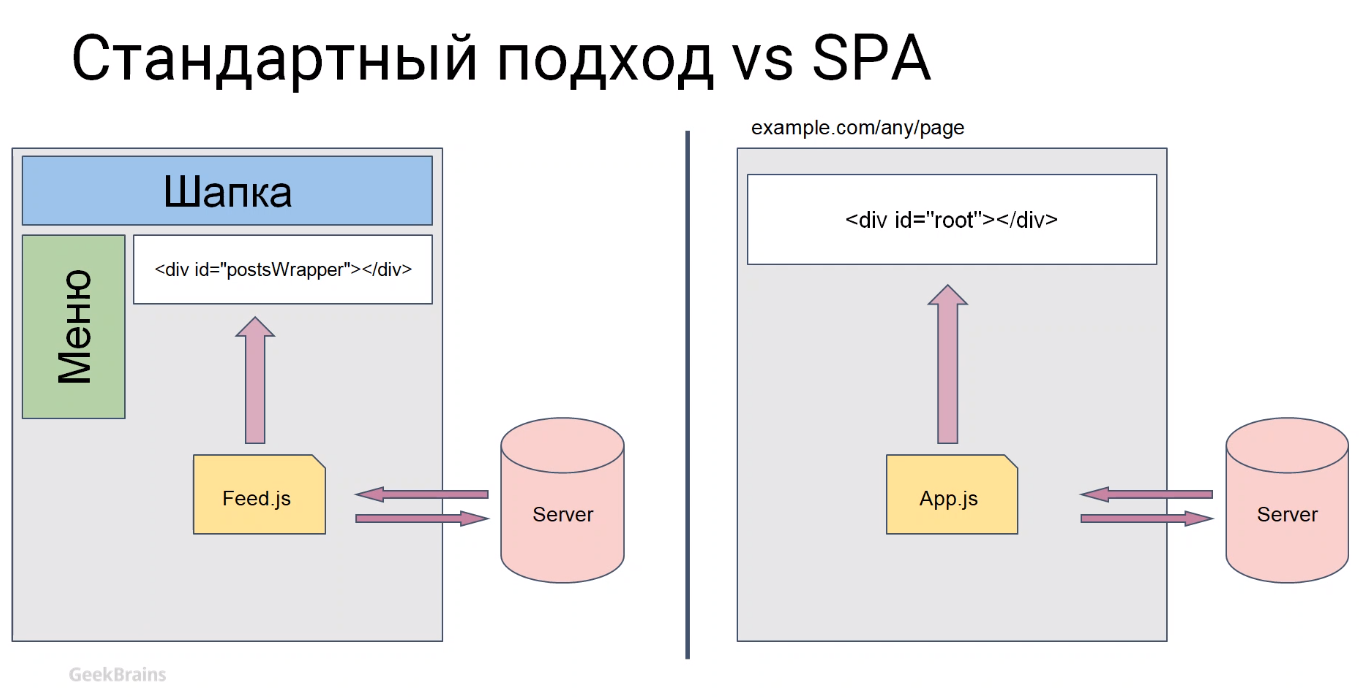 Стандартный подход vs SPA
Шапка
Меню
<div id="postsWrapper"></div>
Feed.js
Server
example.com/any/page
<div id="root"></div>
App.js
Server
GeekBrains